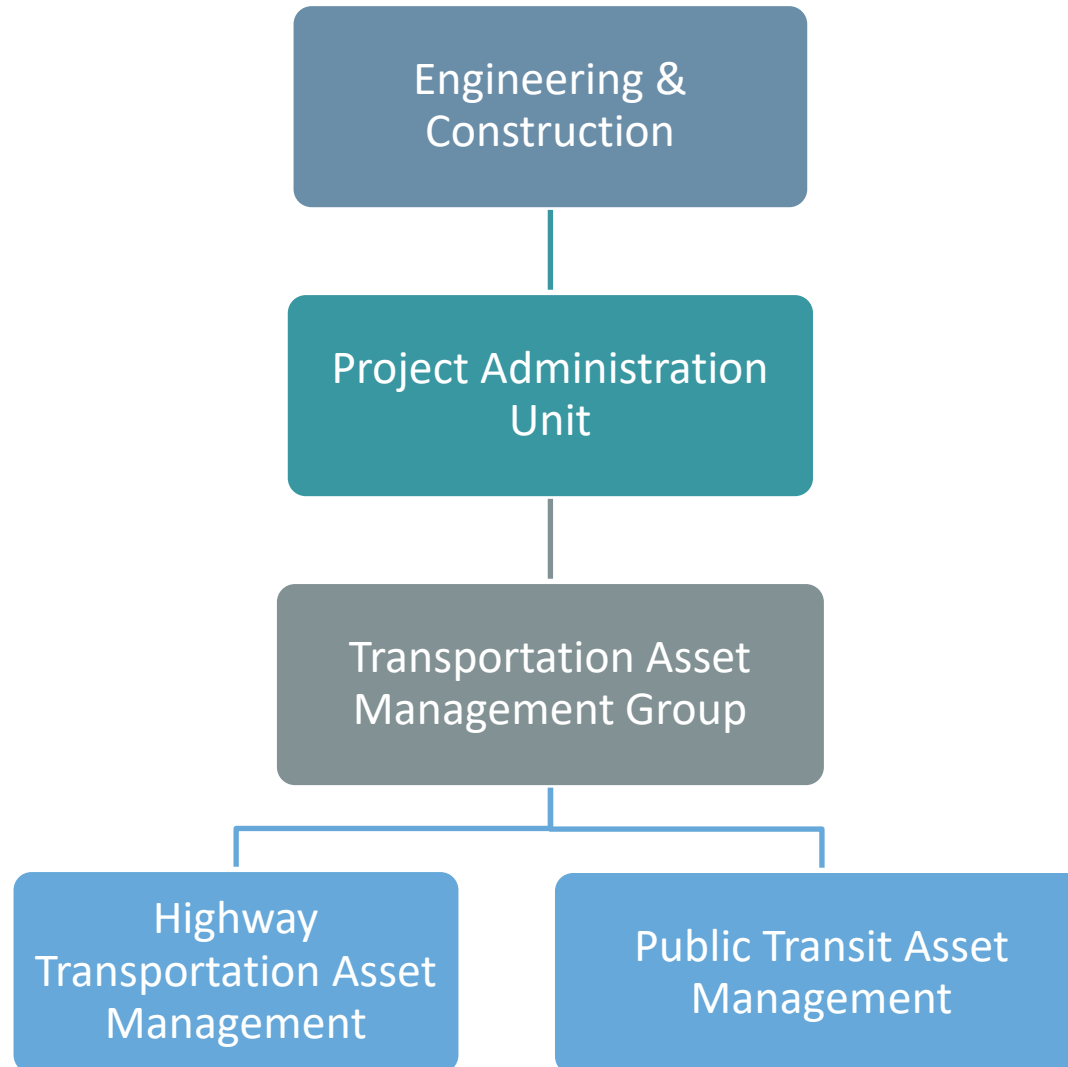 Engineering &
Construction
Project Administration
Unit
Transportation Asset
Management Group
Highway
Transportation Asset
Management
Public Transit Asset
Management